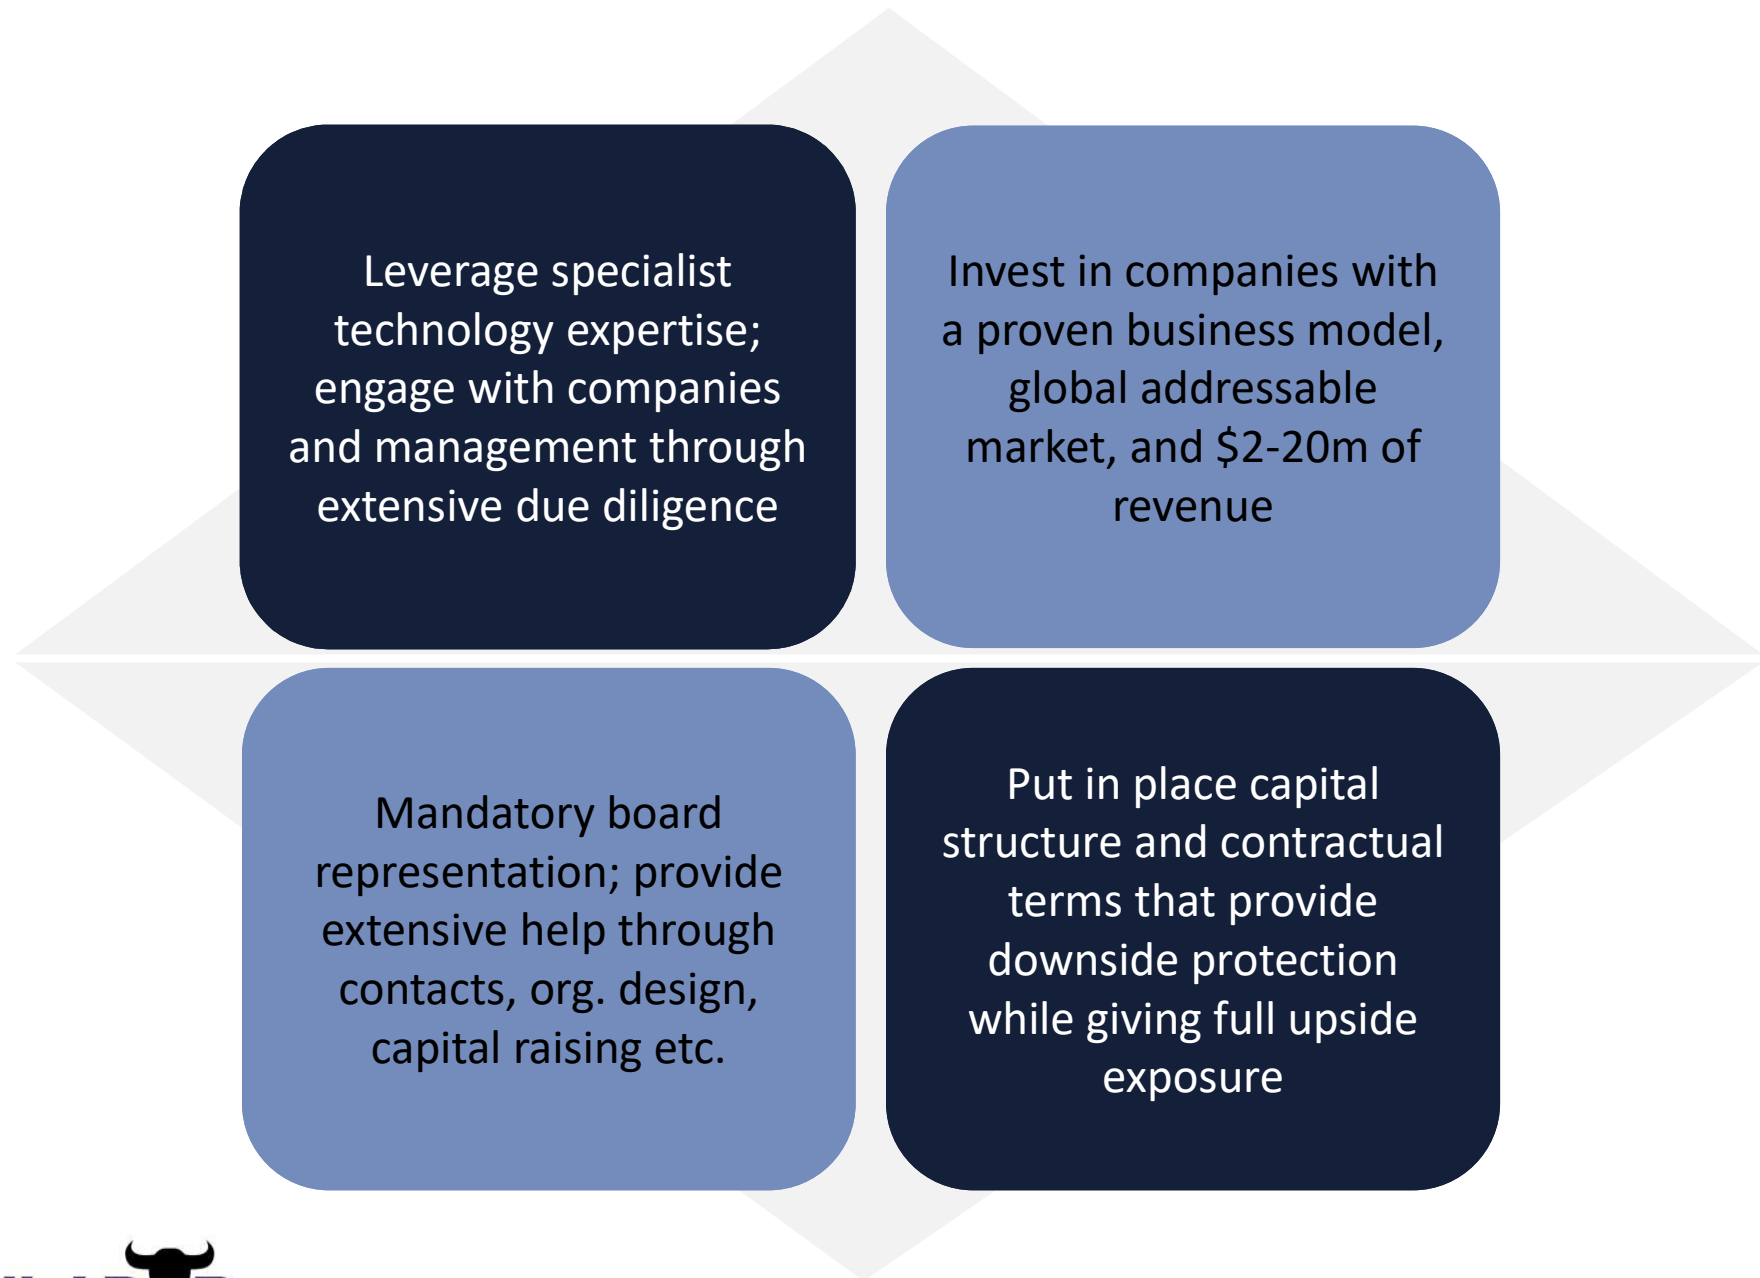 Leverage specialist
technology expertise;
engage with companies
and management through
extensive due diligence
Invest in companies with
a proven business model,
global addressable
market, and $2-20m of
revenue
Mandatory board
representation; provide
extensive help through
contacts, org. design,
capital raising etc.
Put in place capital
structure and contractual
terms that provide
downside protection
while giving full upside
exposure